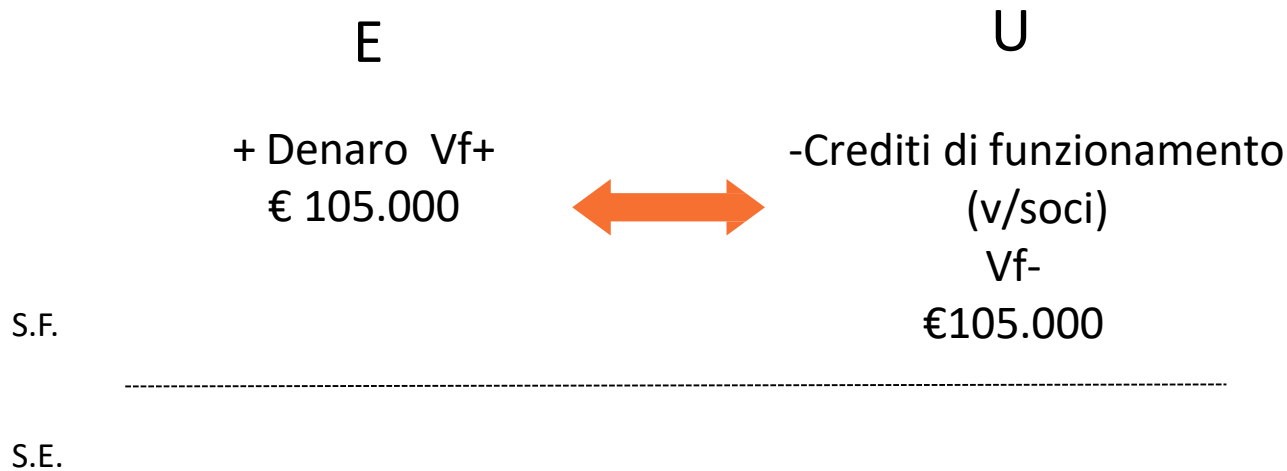 E
U
+ Denaro Vf+
€ 105.000
-Crediti di funzionamento
(v/soci)
Vf-
€105.000
S.F.
S.E.